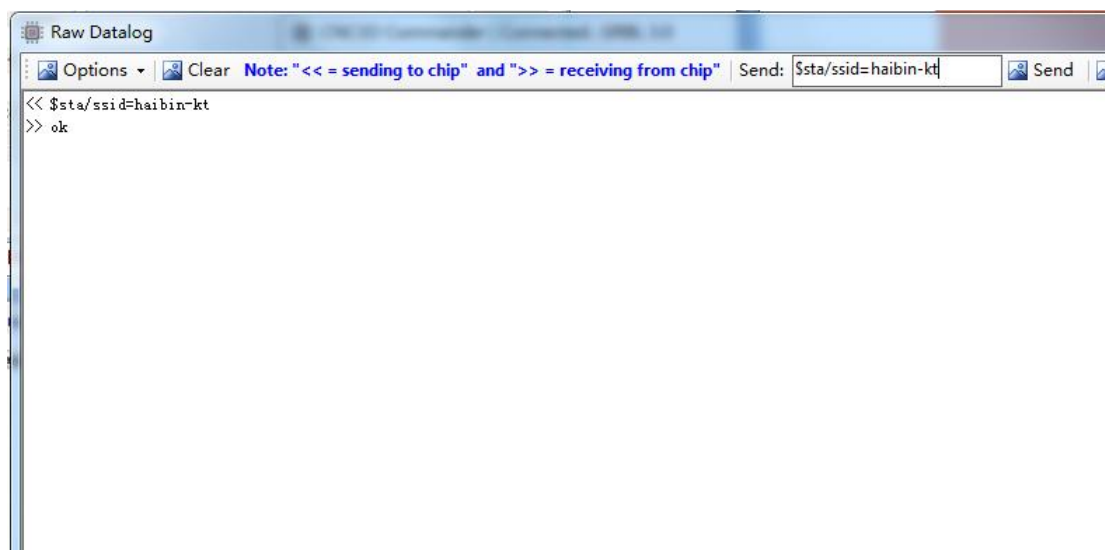 Raw Datalog
Options Clear Note: "<< = sending to chip" and ">> = receiving from chip" Send: $sta/ssid=haibin-kt Send
<< $sta/ssid=haibin-kt
>> ok